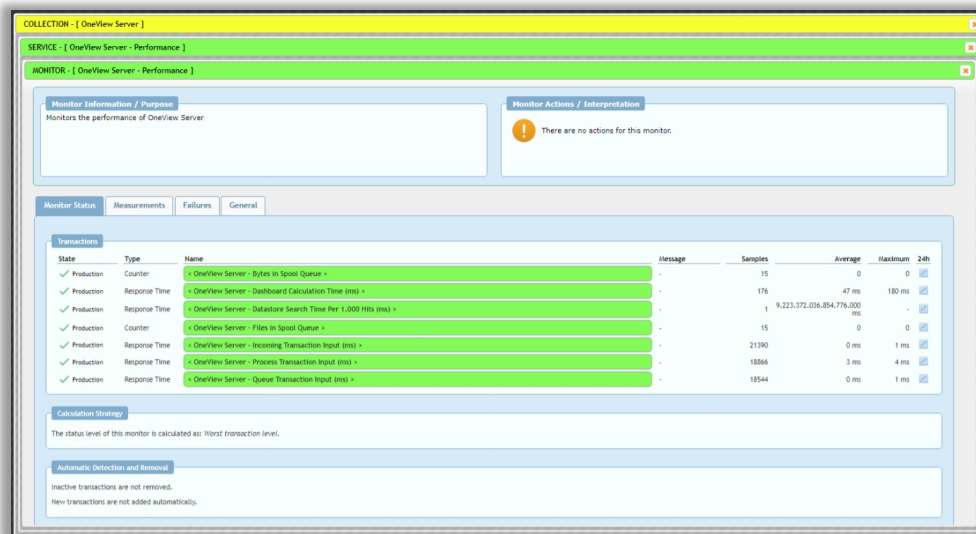 COLLECTION - [ OneView Server ]
SERVICE - [ OneView Server - Performance ]
MONITOR - [ OneView Server - Performance ]
Monitor Information / Purpose
Monitors the performance of OneView Server
Monitor Actions / Interpretation
There are no actions for this monitor.
Monitor Status Measurements Failures General
Transactions
State Type Name Message Samples Average Maximum 24h
Production Counter < OneView Server - Bytes in Spool Queue > - 15 0 0
Production Response Time < OneView Server - Dashboard Calculation Time (ms) > - 176 47 ms 180 ms
Production Response Time < OneView Server - Datastore Search Time Per 1.000 Hits (ms) > - 1 9.223.372.036.854.776.000 -
ms
Production Counter < OneView Server - Files in Spool Queue > - 15 0 0
Production Response Time < OneView Server - Incoming Transaction Input (ms) > - 21390 0 ms 1 ms
Production Response Time < OneView Server - Process Transaction Input (ms) > - 18866 3 ms 4 ms
Production Response Time < OneView Server - Queue Transaction Input (ms) > - 18544 0 ms 1 ms
Calculation Strategy
The status level of this monitor is calculated as: Worst transaction level.
Automatic Detection and Removal
Inactive transactions are not removed.
New transactions are not added automatically.